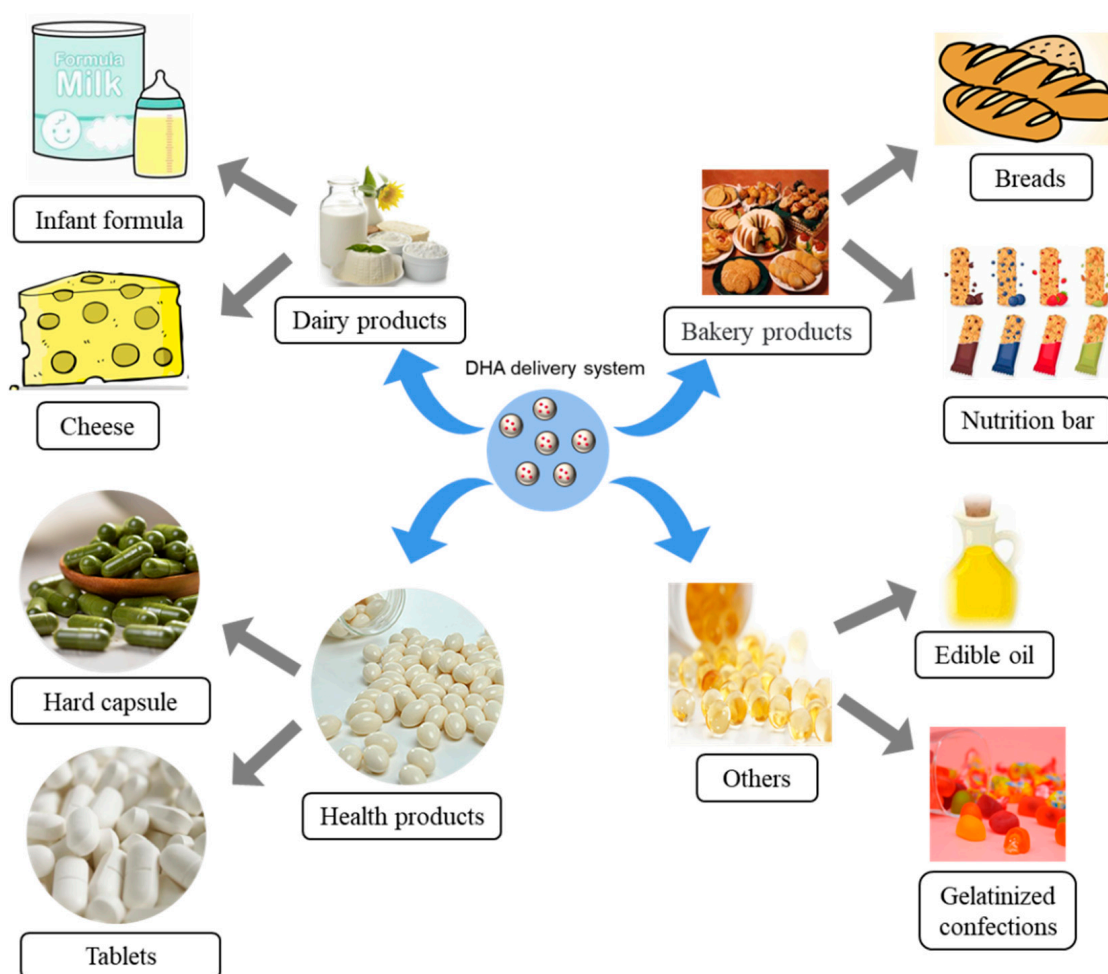 Formula
Milk
Infant formula
Dairy products
Cheese
Breads
Bakery products
Nutrition bar
DHA delivery system
Hard capsule
Health products
Tablets
Edible oil
Others
Gelatinized
confections